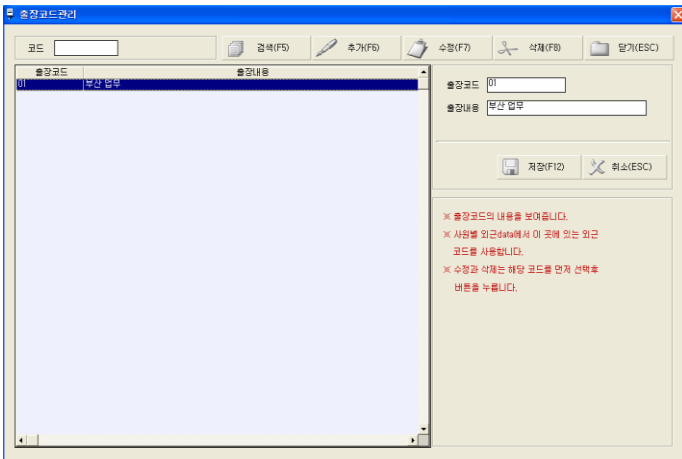 출장코드관리
코드 검색(F5) 추가(F6) 수정(F7) 삭제(F8) 닫기(ESC)
출장코드 출장내용
01 부산 업무
출장코드 01
출장내용 부산 업무
저장(F12) 취소(ESC)
※ 출장코드의 내용을 보여줍니다.
※ 사원별 외근data에서 이 곳에 있는 외근
코드를 사용합니다.
※ 수정과 삭제는 해당 코드를 먼저 선택후
버튼을 누릅니다.